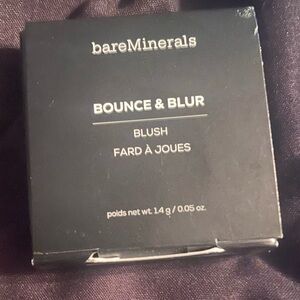 bareMinerals
BOUNCE & BLUR
BLUSH
FARD À JOUES
poids net wt. 1.4 g / 0.05 oz.